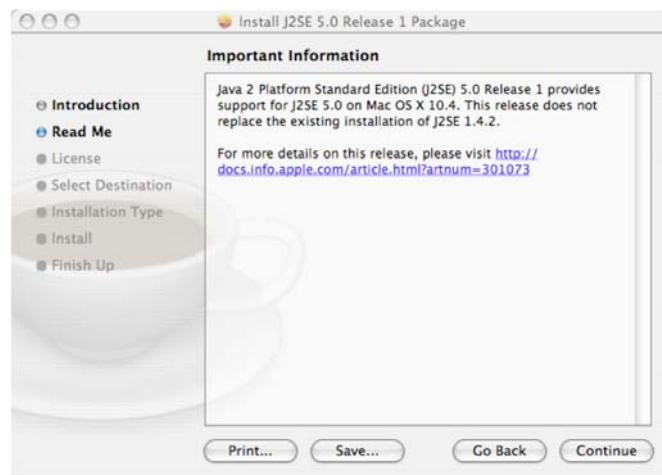 Install J2SE 5.0 Release 1 Package
Important Information
Introduction
Read Me
License
Select Destination
Installation Type
Install
Finish Up
Java 2 Platform Standard Edition (J2SE) 5.0 Release 1 provides
support for J2SE 5.0 on Mac OS X 10.4. This release does not
replace the existing installation of J2SE 1.4.2.
For more details on this release, please visit http://
docs.info.apple.com/article.html?artnum=301073
Print...
Save...
Go Back
Continue